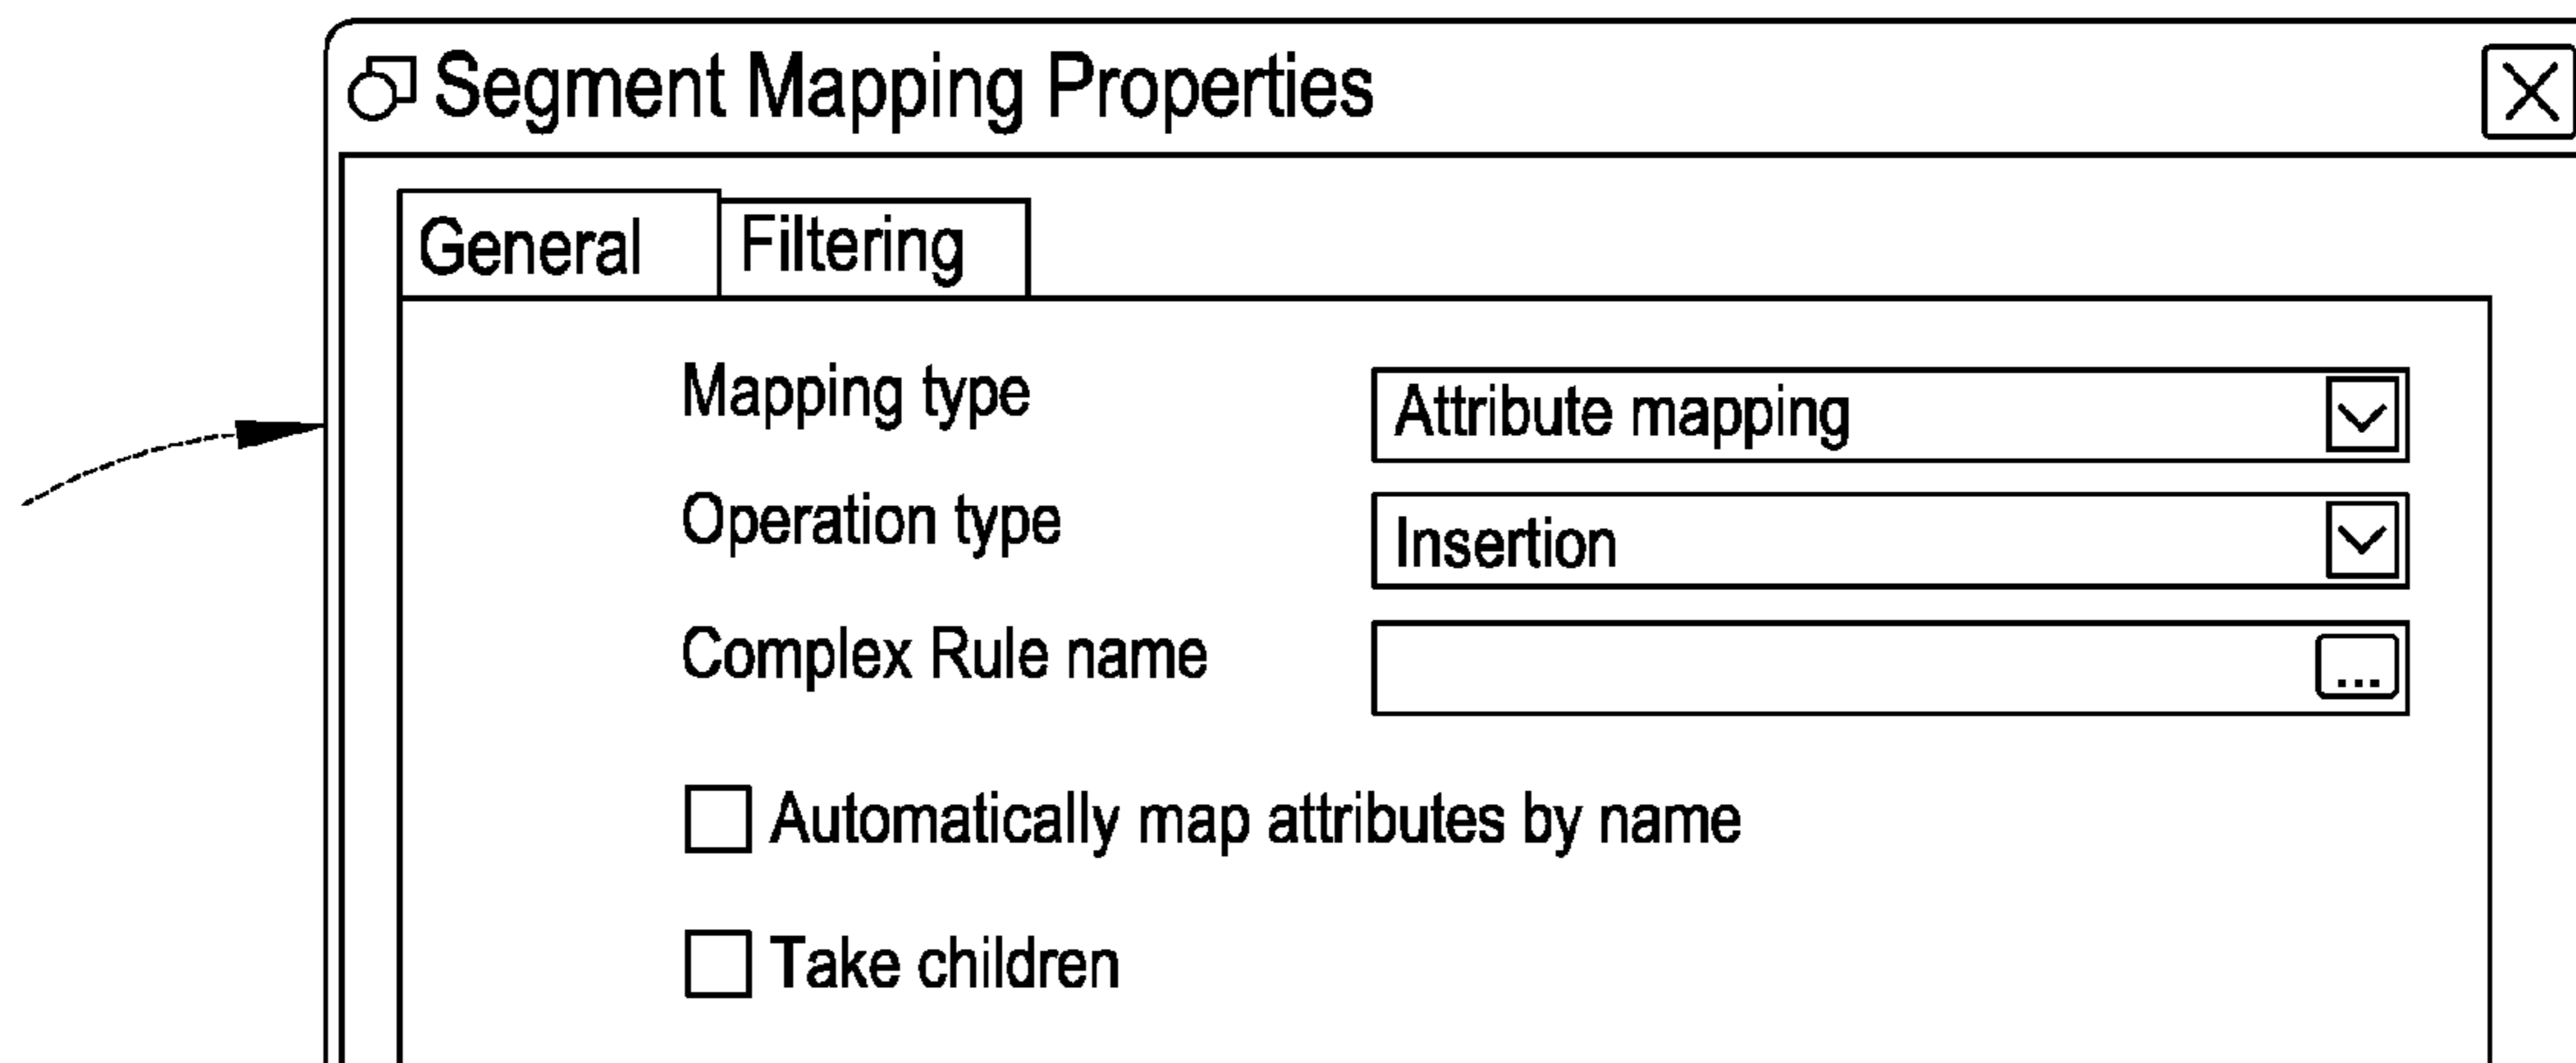 Segment Mapping Properties
General Filtering
Mapping type Attribute mapping
Operation type Insertion
Complex Rule name ...
Automatically map attributes by name
Take children